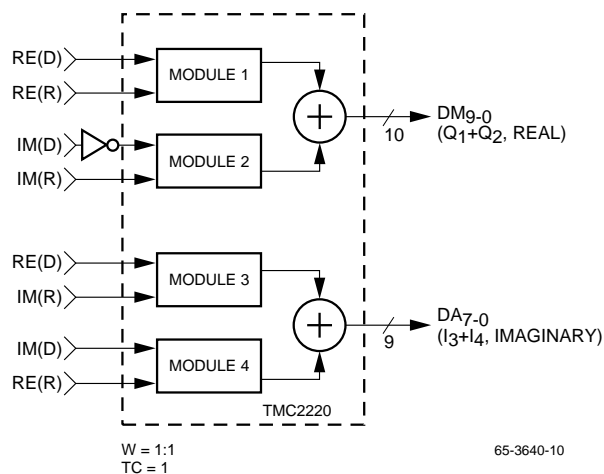 RE(D)
RE(R)
MODULE 1
IM(D)
IM(R)
MODULE 2
10
DM9-0
(Q1+Q2, REAL)
RE(D)
IM(R)
MODULE 3
IM(D)
RE(R)
MODULE 4
9
DA7-0
(I3+I4, IMAGINARY)
TMC2220
W = 1:1
TC = 1
65-3640-10